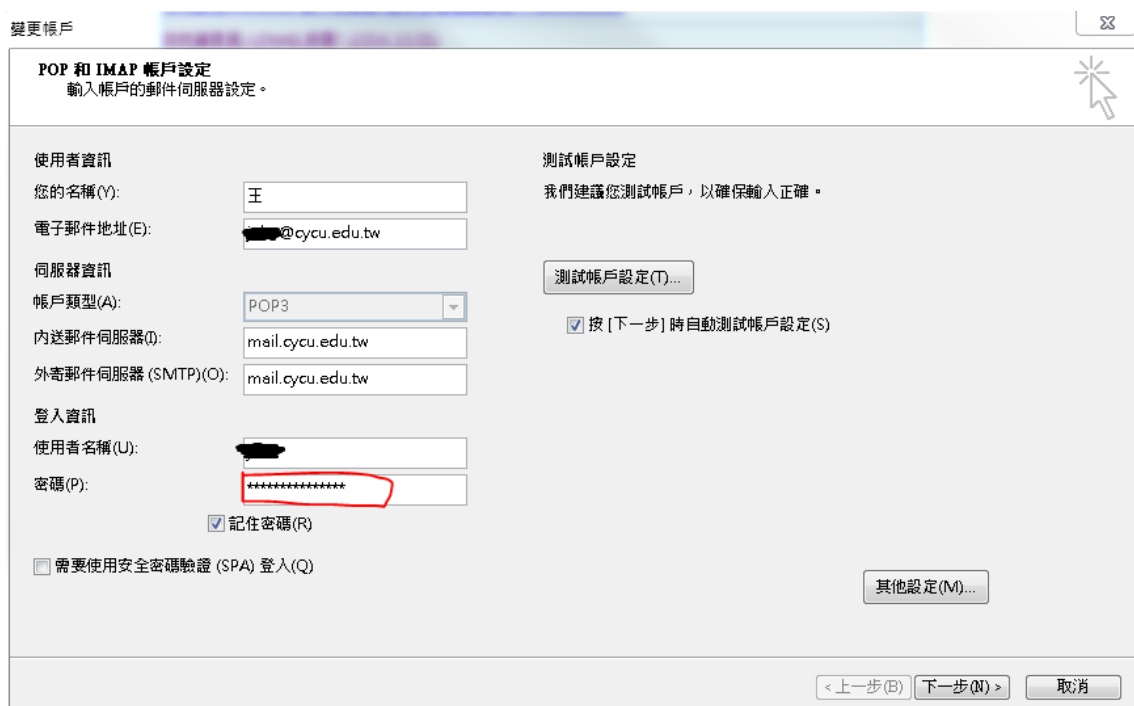 變更帳戶
POP 和 IMAP 帳戶設定
輸入帳戶的郵件伺服器設定。
使用者資訊
您的名稱(Y):
王
電子郵件地址(E):
@cycu.edu.tw
伺服器資訊
帳戶類型(A):
POP3
內送郵件伺服器(I):
mail.cycu.edu.tw
外寄郵件伺服器 (SMTP)(O):
mail.cycu.edu.tw
登入資訊
使用者名稱(U):
密碼(P):
***************
記住密碼(R)
需要使用安全密碼驗證 (SPA) 登入(Q)
測試帳戶設定
我們建議您測試帳戶，以確保輸入正確。
測試帳戶設定(T)...
按 [下一步] 時自動測試帳戶設定(S)
其他設定(M)...
<上一步(B)
下一步(N) >
取消